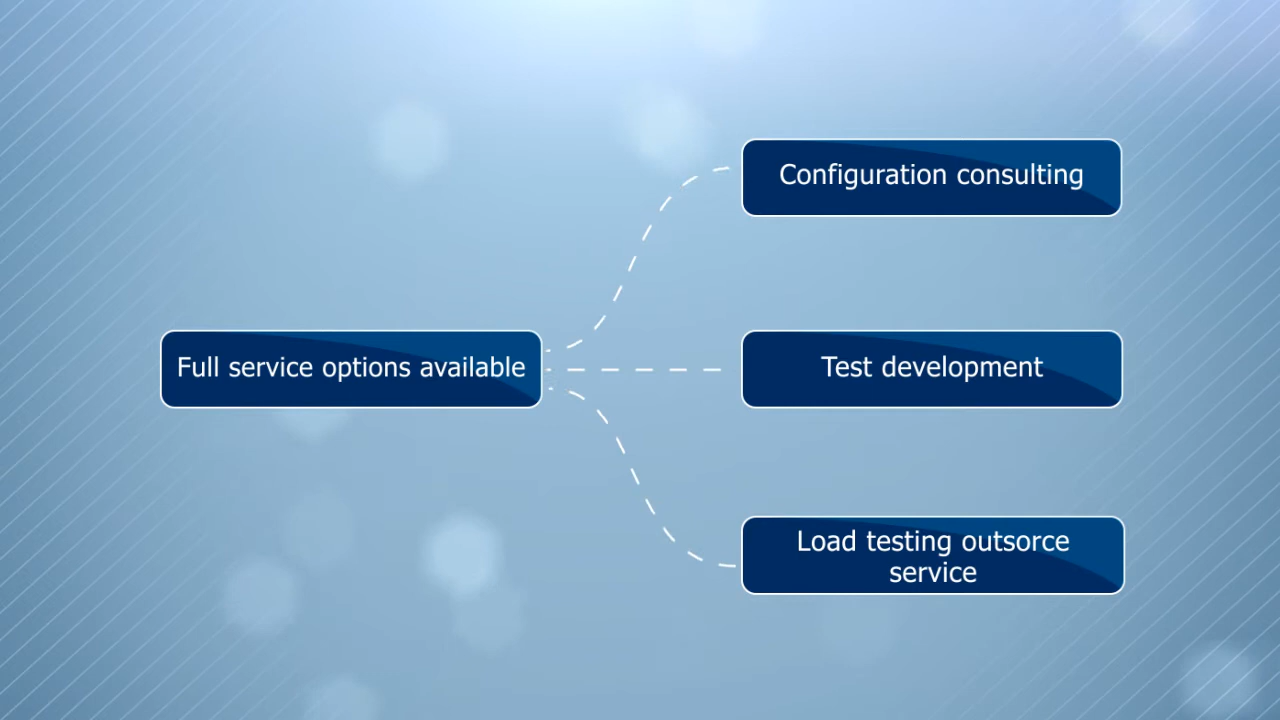 Configuration consulting
Full service options available
Test development
Load testing outsorce
service